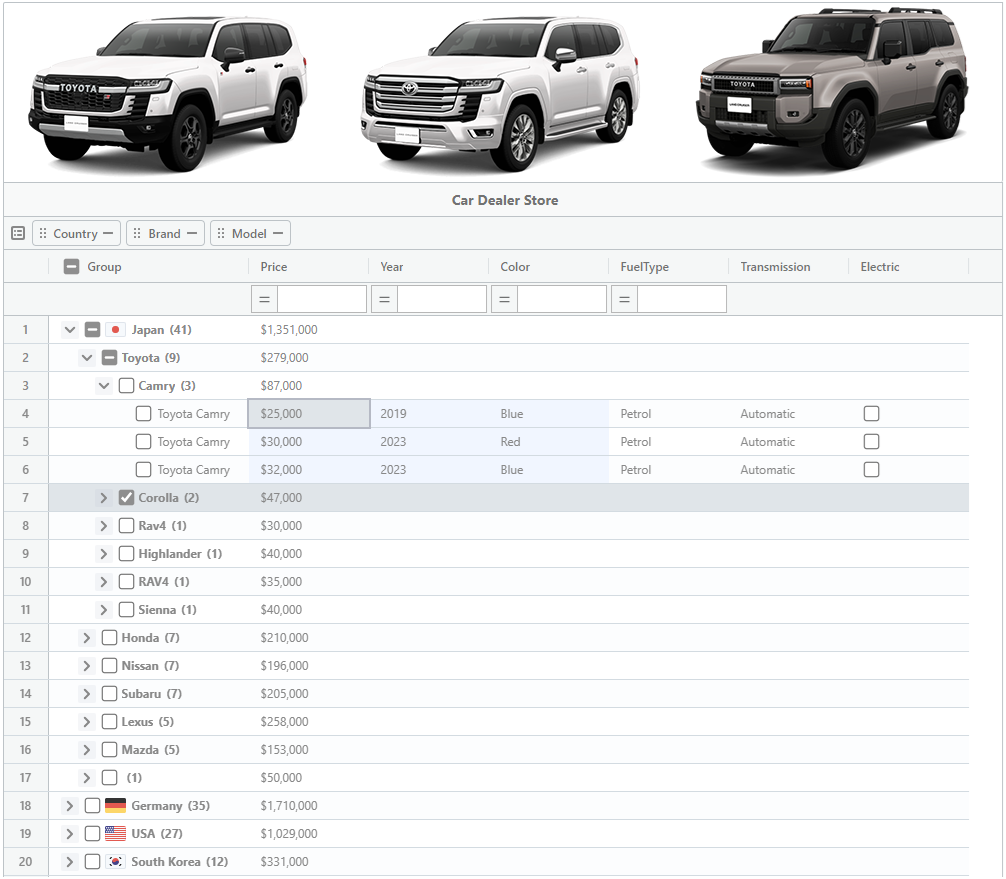 TOYOTA
LAND CRUISER
LAND CRUISER
TOYOTA
LAND CRUISER
Car Dealer Store
Country Brand Model
Group Price Year Color FuelType Transmission Electric
= = = =
1 Japan (41) $1,351,000
2 Toyota (9) $279,000
3 Camry (3) $87,000
4 Toyota Camry $25,000 2019 Blue Petrol Automatic
5 Toyota Camry $30,000 2023 Red Petrol Automatic
6 Toyota Camry $32,000 2023 Blue Petrol Automatic
7 Corolla (2) $47,000
8 Rav4 (1) $30,000
9 Highlander (1) $40,000
10 RAV4 (1) $35,000
11 Sienna (1) $40,000
12 Honda (7) $210,000
13 Nissan (7) $196,000
14 Subaru (7) $205,000
15 Lexus (5) $258,000
16 Mazda (5) $153,000
17 (1) $50,000
18 Germany (35) $1,710,000
19 USA (27) $1,029,000
20 South Korea (12) $331,000